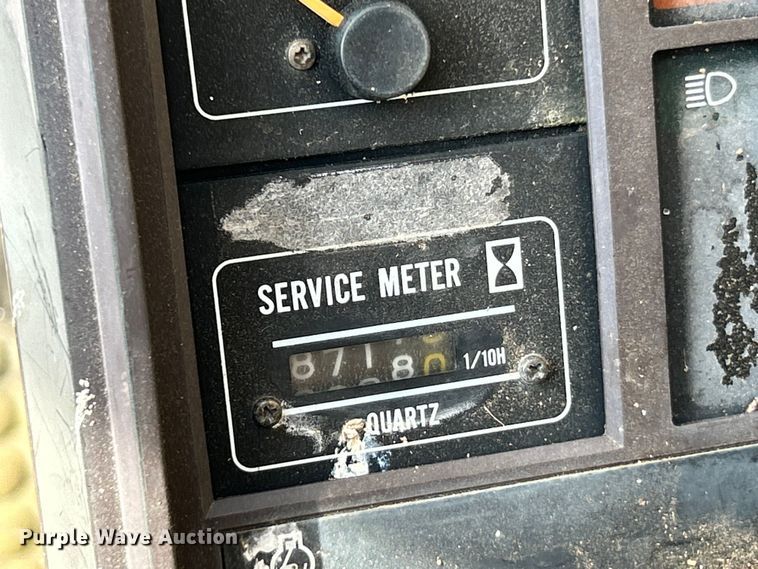 SERVICE METER
1/10H
QUARTZ
Purple Wave Auction